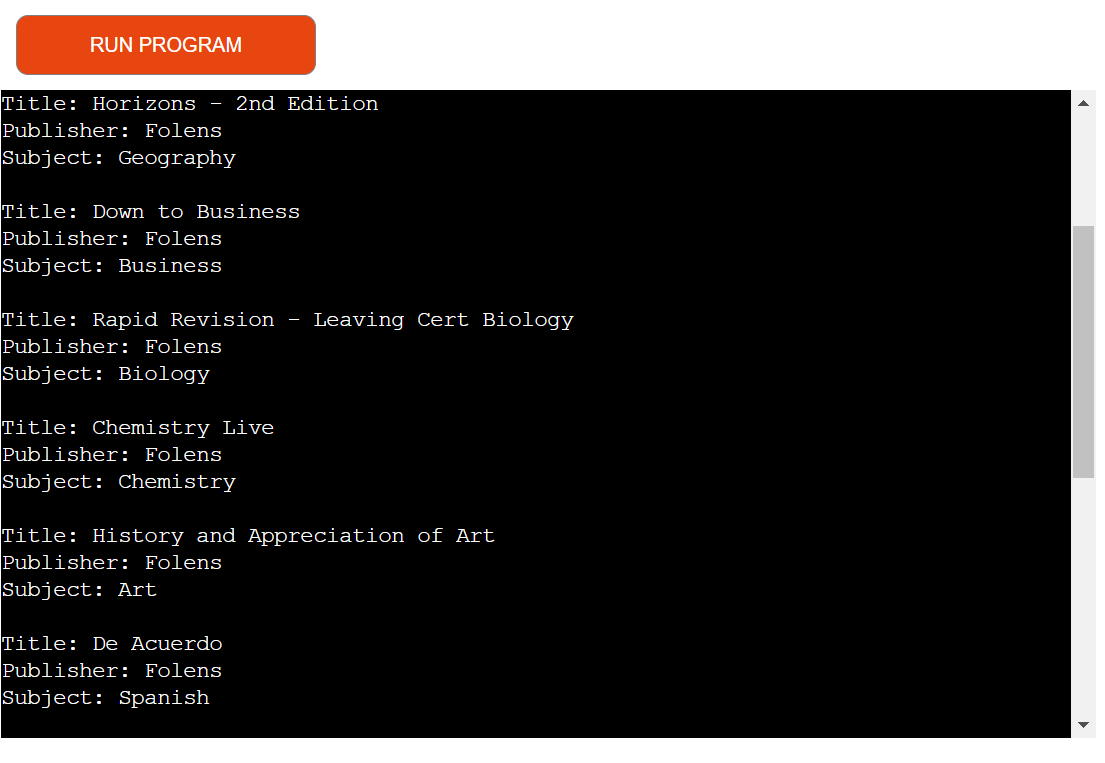 RUN PROGRAM
Title: Horizons - 2nd Edition
Publisher: Folens
Subject: Geography
Title: Down to Business
Publisher: Folens
Subject: Business
Title: Rapid Revision - Leaving Cert Biology
Publisher: Folens
Subject: Biology
Title: Chemistry Live
Publisher: Folens
Subject: Chemistry
Title: History and Appreciation of Art
Publisher: Folens
Subject: Art
Title: De Acuerdo
Publisher: Folens
Subject: Spanish